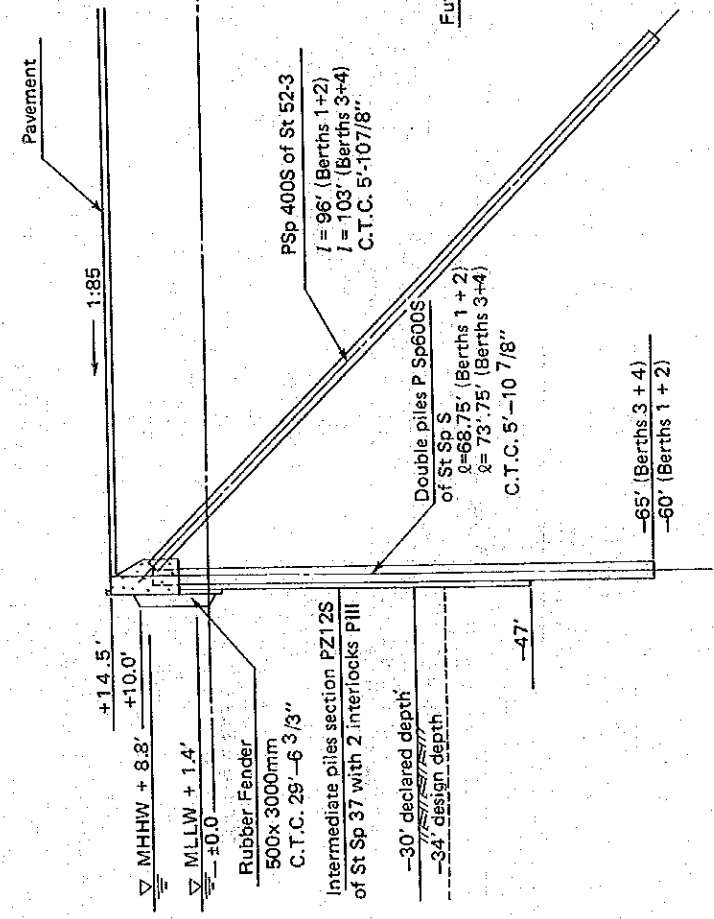 Pavement
1:85
Fu
PSp 400S of St 52-3
l = 96' (Berths 1+2)
l = 103' (Berths 3+4)
C.T.C. 5'-107/8''
+14.5'
+10.0'
MHHW + 8.8'
MLLW + 1.4'
±0.0
Rubber Fender
500x 3000mm
C.T.C. 29'-6 3/3''
Double piles P Sp600S
of St Sp S
ℓ=68.75' (Berths 1 + 2)
ℓ= 73'.75' (Berths 3+4)
C.T.C. 5'-10 7/8''
Intermediate piles section PZ12S
of St Sp 37 with 2 interlocks PIII
-30' declared depth
-34' design depth
-47'
-65' (Berths 3 + 4)
-60' (Berths 1 + 2)